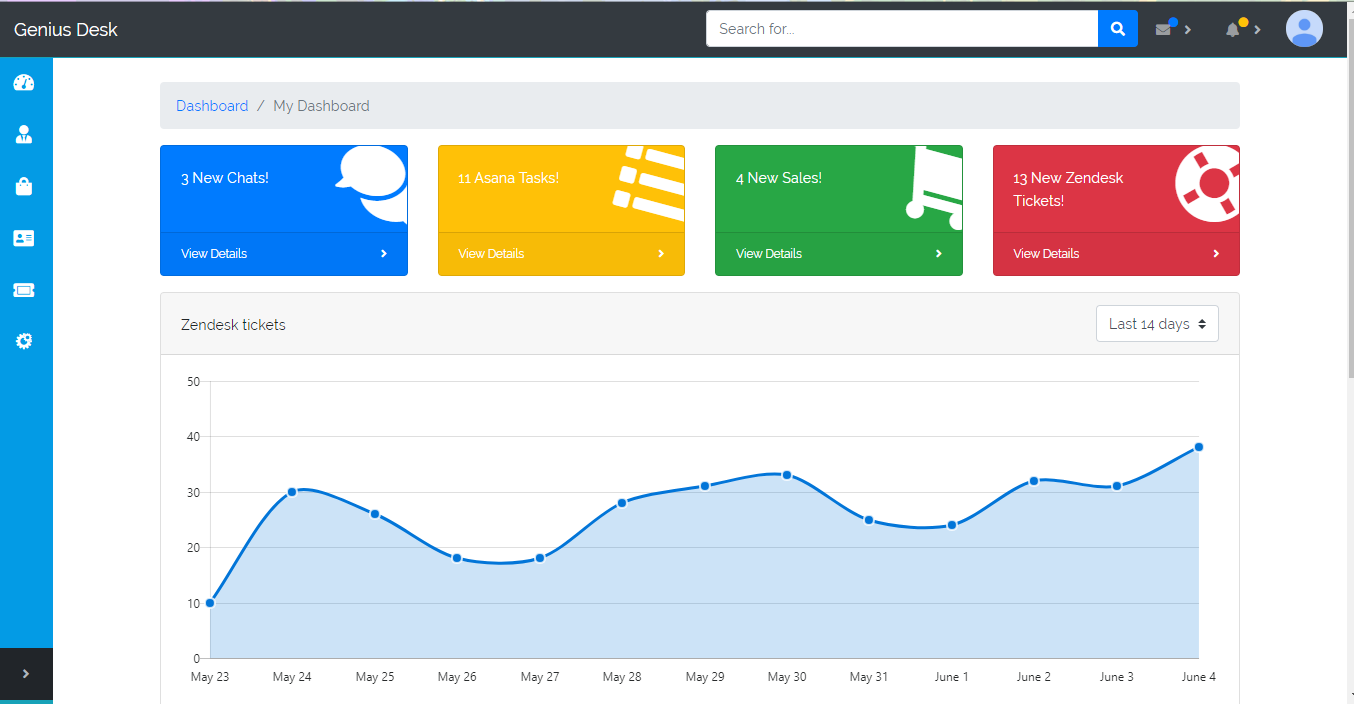 Genius Desk
Search for...
Dashboard / My Dashboard
3 New Chats!
View Details
11 Asana Tasks!
View Details
4 New Sales!
View Details
13 New Zendesk
Tickets!
View Details
Zendesk tickets
Last 14 days
50
40
30
20
10
0
May 23 May 24 May 25 May 26 May 27 May 28 May 29 May 30 May 31 June 1 June 2 June 3 June 4